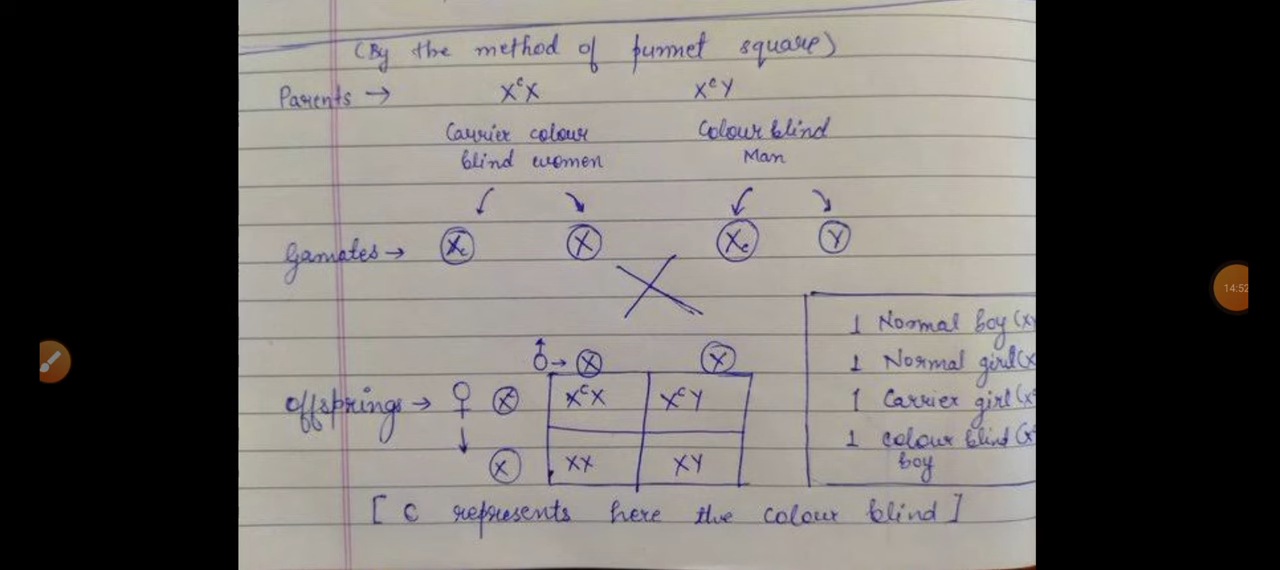 (By the method of punnet square)
Parents → XᶜX XᶜY
Carrier colour blind women
Colour blind Man
Gamates → Xc X Xc Y
14:52
♂ → X X
Offsprings → ♀ X XᶜX XᶜY
↓ X XX XY
1 Normal boy (XY
1 Normal girl (X
1 Carrier girl (X
1 colour blind (X
boy
[ C represents here the colour blind ]